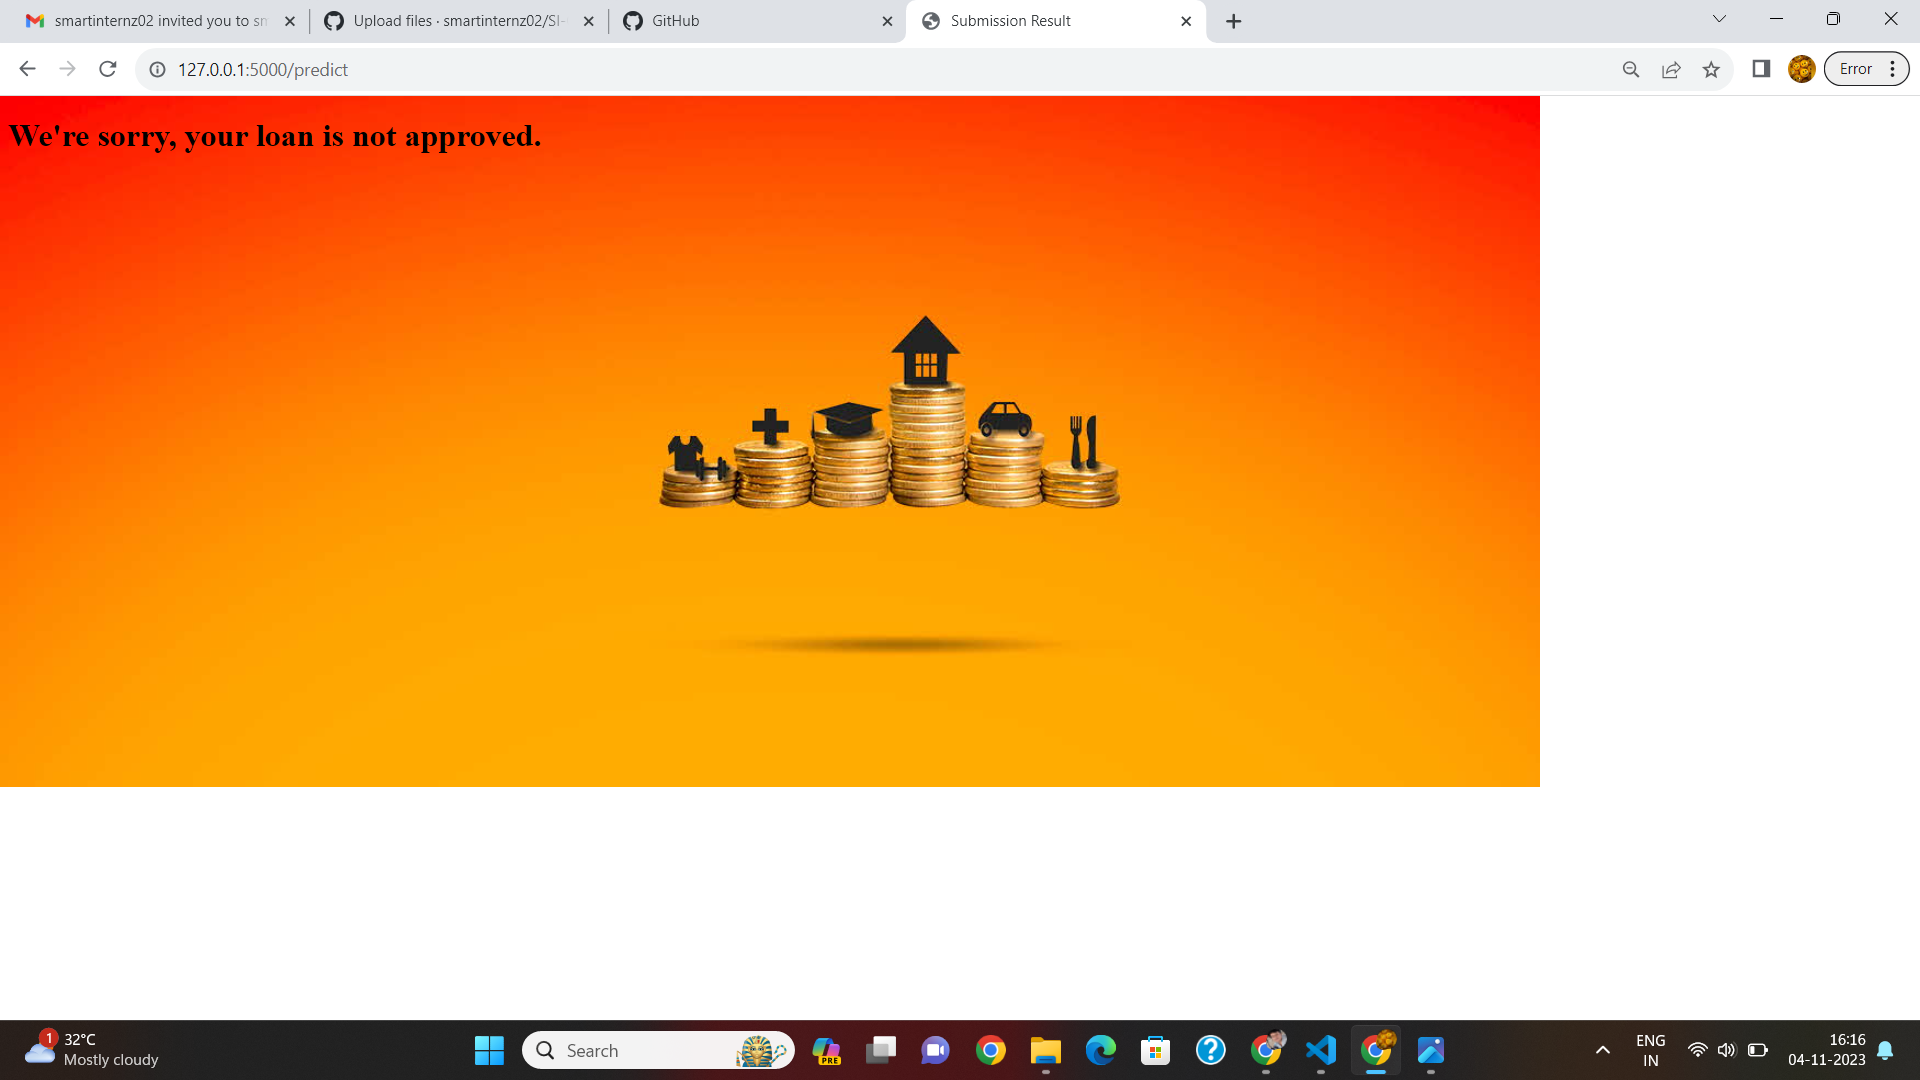 smartinternz02 invited you to sm
Upload files · smartinternz02/SI-
GitHub
Submission Result
127.0.0.1:5000/predict
Error
We're sorry, your loan is not approved.
1
32°C
Mostly cloudy
Search
PRE
ENG
IN
16:16
04-11-2023